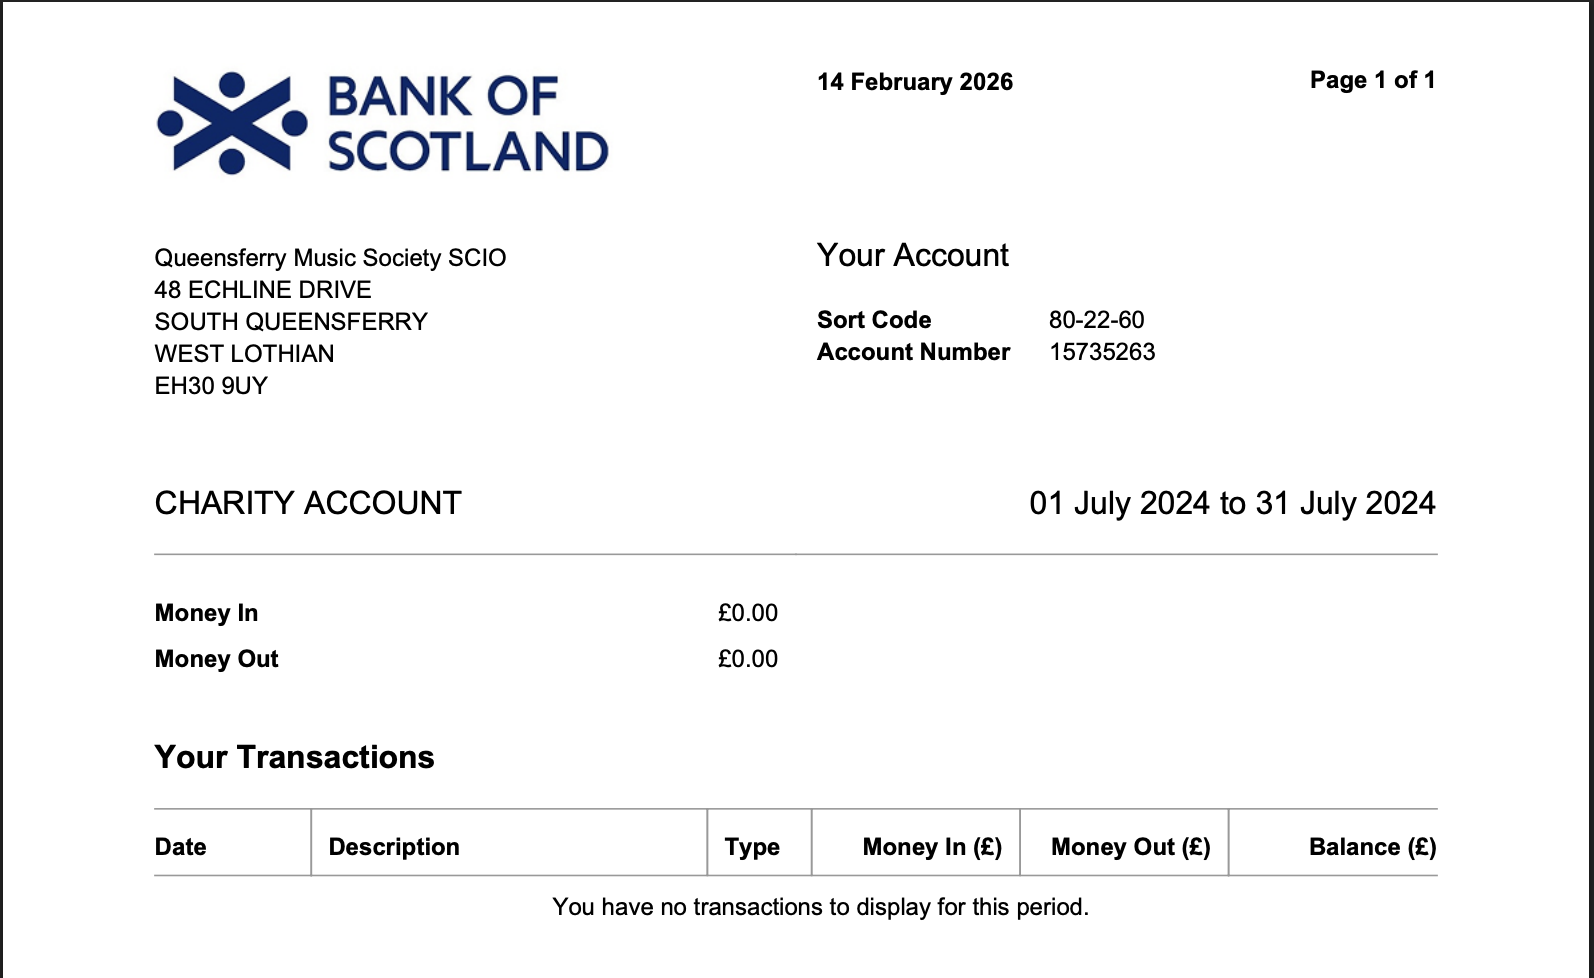 BANK OF
SCOTLAND
14 February 2026
Page 1 of 1
Queensferry Music Society SCIO
48 ECHLINE DRIVE
SOUTH QUEENSFERRY
WEST LOTHIAN
EH30 9UY
Your Account
Sort Code 80-22-60
Account Number 15735263
CHARITY ACCOUNT 01 July 2024 to 31 July 2024
Money In £0.00
Money Out £0.00
Your Transactions
Date Description Type Money In (£) Money Out (£) Balance (£)
You have no transactions to display for this period.